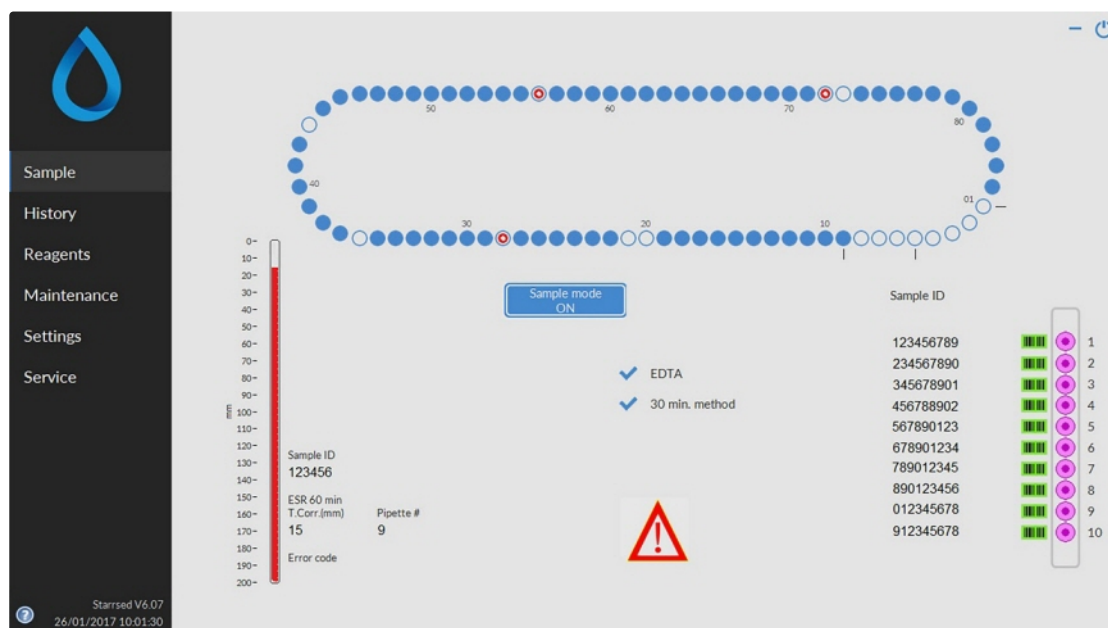 Sample
History
Reagents
Maintenance
Settings
Service
Starrsed V6.07
26/01/2017 10:01:30
50
60
70
80
40
01
30
20
10
Sample mode
ON
EDTA
30 min. method
0
10
20
30
40
50
60
70
80
90
100
110
120
130
140
150
160
170
180
190
200
mm
Sample ID
123456
ESR 60 min
T.Corr.(mm) Pipette #
15 9
Error code
Sample ID
123456789 1
234567890 2
345678901 3
456788902 4
567890123 5
678901234 6
789012345 7
890123456 8
012345678 9
912345678 10